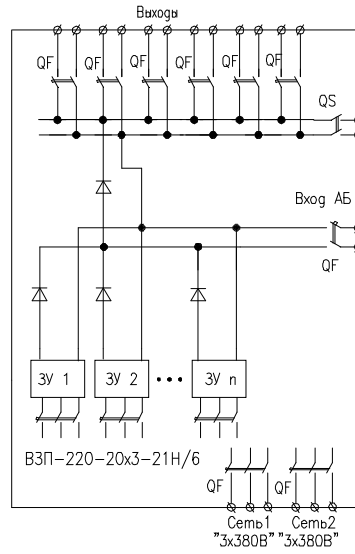 Выходы
QF QF QF QF QF QF
QS
Вход АБ
QF
ЗУ 1 ЗУ 2 ••• ЗУ n
ВЗП-220-20х3-21Н/6
QF QF
Сеть1 Сеть2
"3х380В" "3х380В"